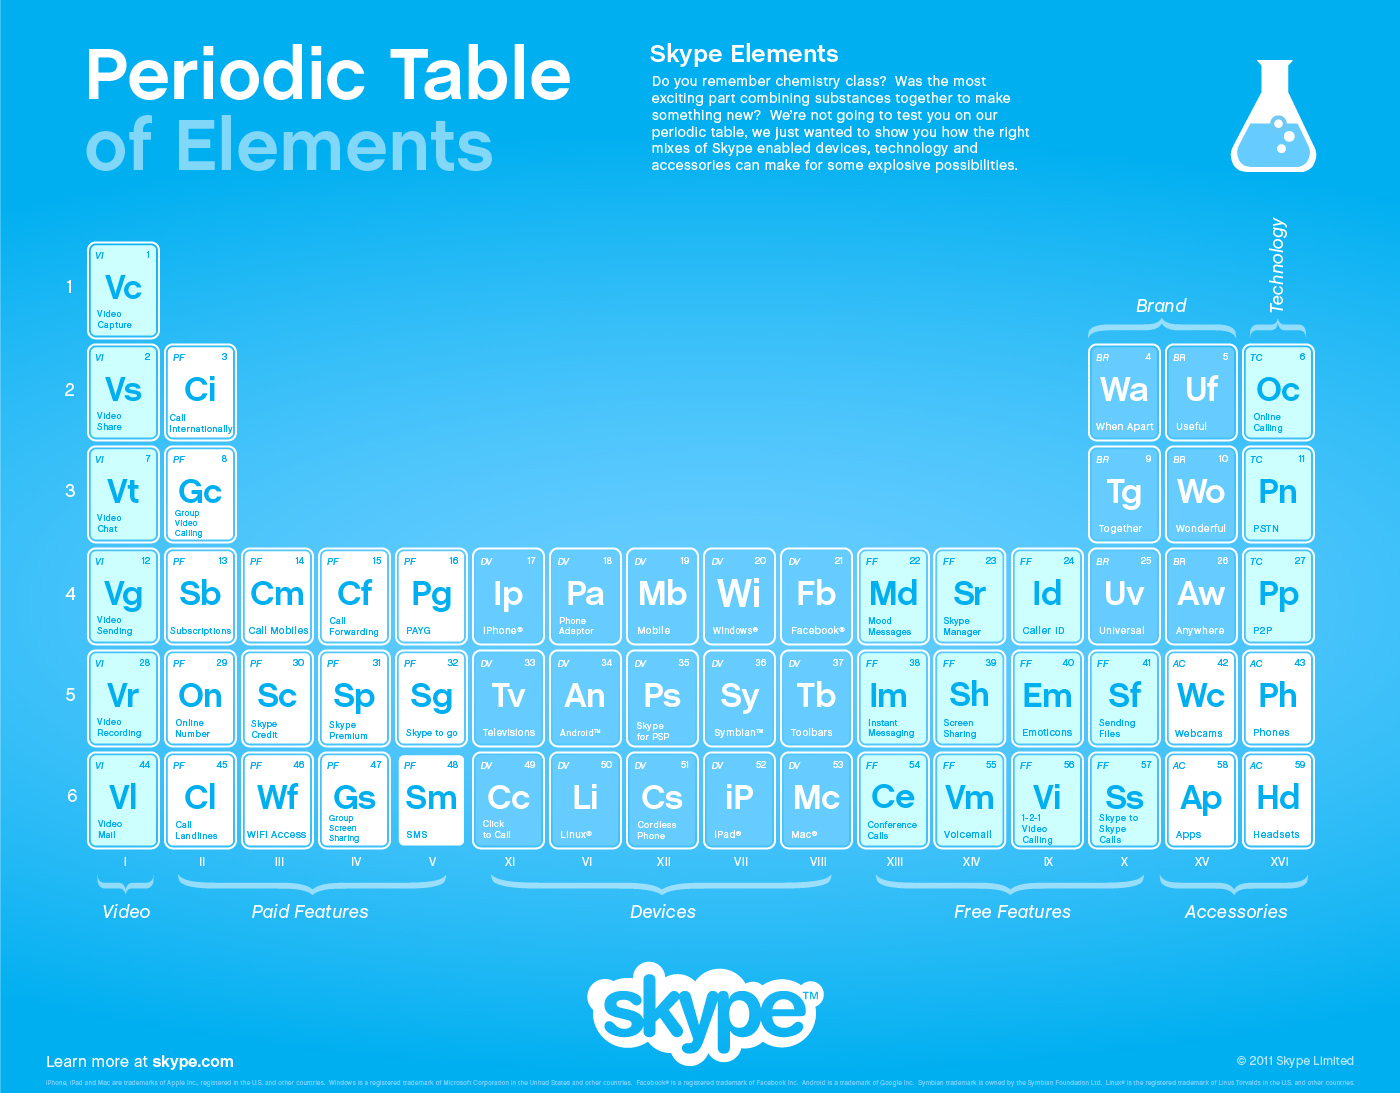 Periodic Table
of Elements
Skype Elements
Do you remember chemistry class?  Was the most
exciting part combining substances together to make
something new?  We're not going to test you on our
periodic table, we just wanted to show you how the right
mixes of Skype enabled devices, technology and
accessories can make for some explosive possibilities.
Technology
Brand
1
VI 1
Vc
Video
Capture
2
VI 2
Vs
Video
Share
PF 3
Ci
Call
Internationally
BR 4
Wa
When Apart
BR 5
Uf
Useful
TC 6
Oc
Online
Calling
3
VI 7
Vt
Video
Chat
PF 8
Gc
Group
Video
Calling
BR 9
Tg
Together
BR 10
Wo
Wonderful
TC 11
Pn
PSTN
4
VI 12
Vg
Video
Sending
PF 13
Sb
Subscriptions
PF 14
Cm
Call Mobiles
PF 15
Cf
Call
Forwarding
PF 16
Pg
PAYG
DV 17
Ip
iPhone®
DV 18
Pa
Phone
Adaptor
DV 19
Mb
Mobile
DV 20
Wi
Windows®
DV 21
Fb
Facebook®
FF 22
Md
Mood
Messages
FF 23
Sr
Skype
Manager
FF 24
Id
Caller ID
BR 25
Uv
Universal
BR 26
Aw
Anywhere
TC 27
Pp
P2P
5
VI 28
Vr
Video
Recording
PF 29
On
Online
Number
PF 30
Sc
Skype
Credit
PF 31
Sp
Skype
Premium
PF 32
Sg
Skype to go
DV 33
Tv
Televisions
DV 34
An
Android™
DV 35
Ps
Skype
for PSP
DV 36
Sy
Symbian™
DV 37
Tb
Toolbars
FF 38
Im
Instant
Messaging
FF 39
Sh
Screen
Sharing
FF 40
Em
Emoticons
FF 41
Sf
Sending
Files
AC 42
Wc
Webcams
AC 43
Ph
Phones
6
VI 44
Vl
Video
Mail
PF 45
Cl
Call
Landlines
PF 46
Wf
WiFi Access
PF 47
Gs
Group
Screen
Sharing
PF 48
Sm
SMS
DV 49
Cc
Click
to Call
DV 50
Li
Linux®
DV 51
Cs
Cordless
Phone
DV 52
iP
iPad®
DV 53
Mc
Mac®
FF 54
Ce
Conference
Calls
FF 55
Vm
Voicemail
FF 56
Vi
1-2-1
Video
Calling
FF 57
Ss
Skype to
Skype
Calls
AC 58
Ap
Apps
AC 59
Hd
Headsets
I II III IV V XI VI XII VII VIII XIII XIV IX X XV XVI
Video
Paid Features
Devices
Free Features
Accessories
skype™
Learn more at skype.com
© 2011 Skype Limited
iPhone, iPad and Mac are trademarks of Apple Inc., registered in the U.S. and other countries.  Windows is a registered trademark of Microsoft Corporation in the United States and other countries.  Facebook® is a registered trademark of Facebook Inc.  Android is a trademark of Google Inc.  Symbian trademark is owned by the Symbian Foundation Ltd.  Linux® is the registered trademark of Linus Torvalds in the U.S. and other countries.